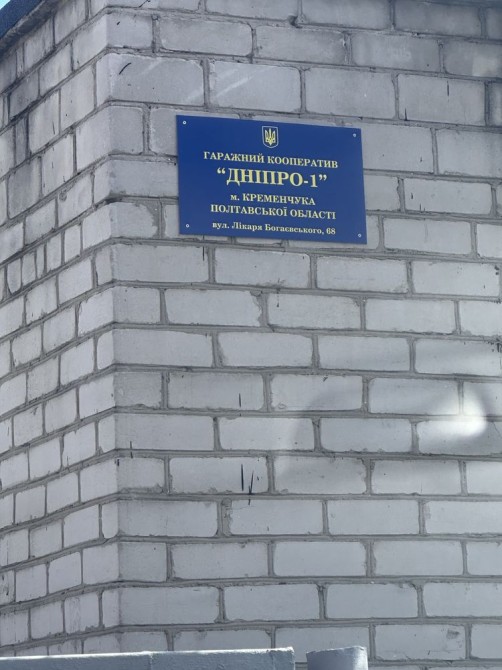 ГАРАЖНИЙ КООПЕРАТИВ
“ДНІПРО-1”
м. КРЕМЕНЧУКА
ПОЛТАВСЬКОЇ ОБЛАСТІ
вул. Лікаря Богаєвського, 68